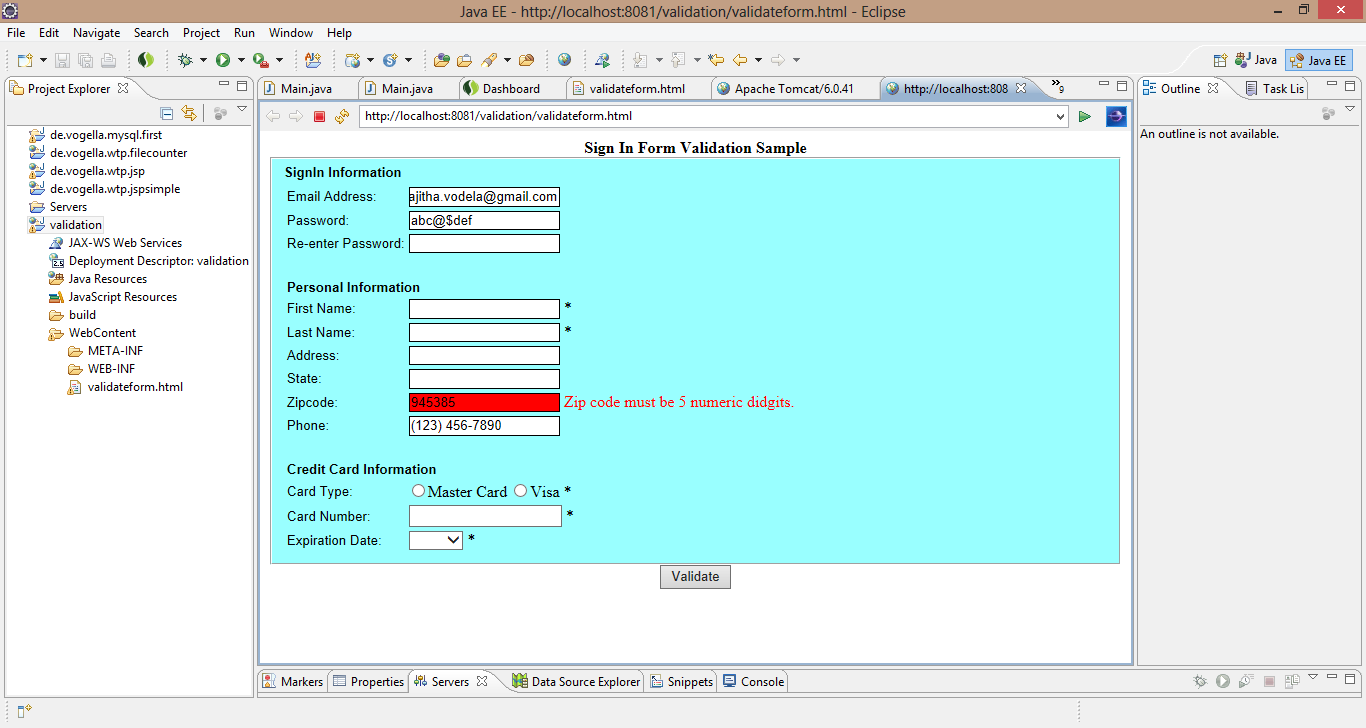 Java EE - http://localhost:8081/validation/validateform.html - Eclipse
File Edit Navigate Search Project Run Window Help
Java Java EE
Project Explorer
Main.java Main.java Dashboard validateform.html Apache Tomcat/6.0.41 http://localhost:808 »9
Outline Task Lis
http://localhost:8081/validation/validateform.html
An outline is not available.
de.vogella.mysql.first
de.vogella.wtp.filecounter
de.vogella.wtp.jsp
de.vogella.wtp.jspsimple
Servers
validation
JAX-WS Web Services
Deployment Descriptor: validation
Java Resources
JavaScript Resources
build
WebContent
META-INF
WEB-INF
validateform.html
Sign In Form Validation Sample
SignIn Information
Email Address: ajitha.vodela@gmail.com
Password: abc@$def
Re-enter Password:
Personal Information
First Name: *
Last Name: *
Address:
State:
Zipcode: 945385 Zip code must be 5 numeric didgits.
Phone: (123) 456-7890
Credit Card Information
Card Type: Master Card Visa *
Card Number: *
Expiration Date: *
Validate
Markers Properties Servers Data Source Explorer Snippets Console